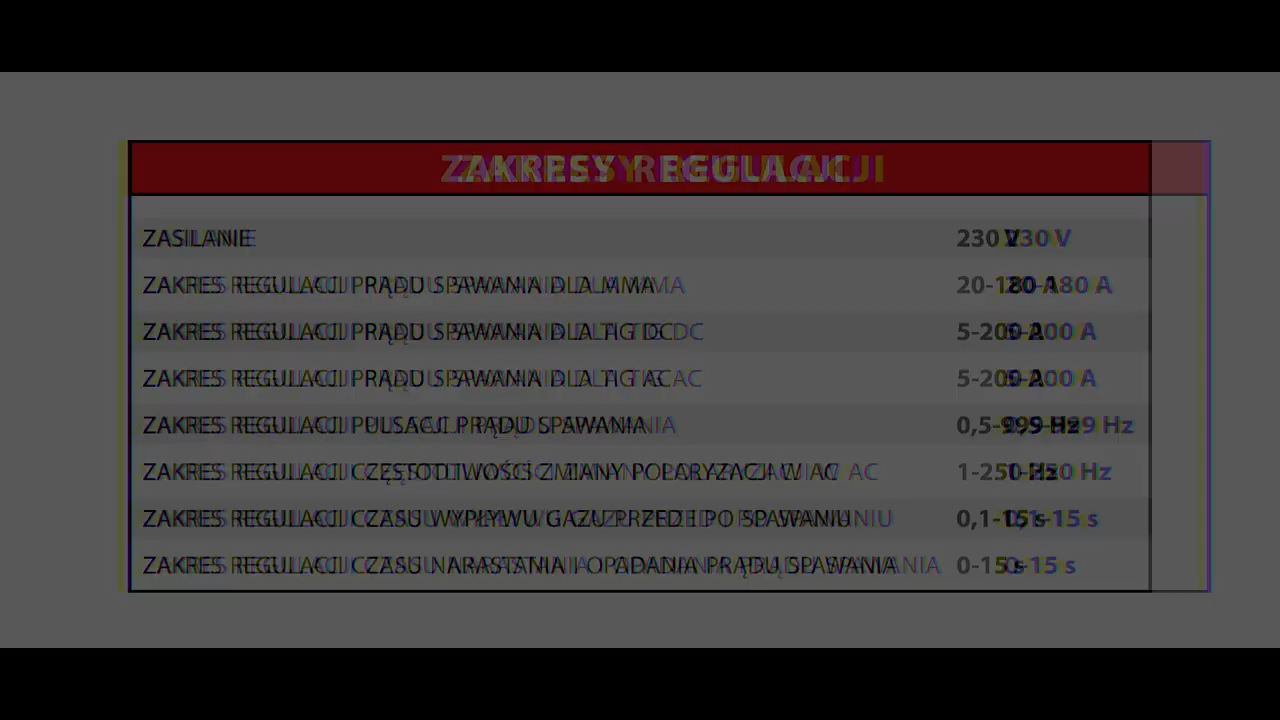 ZAKRESY REGULACJI
ZASILANIE 230 V
ZAKRES REGULACJI PRĄDU SPAWANIA DLA MMA 20-180 A
ZAKRES REGULACJI PRĄDU SPAWANIA DLA TIG DC 5-200 A
ZAKRES REGULACJI PRĄDU SPAWANIA DLA TIG AC 5-200 A
ZAKRES REGULACJI PULSACJI PRĄDU SPAWANIA 0,5-999 Hz
ZAKRES REGULACJI CZĘSTOTLIWOŚCI ZMIANY POLARYZACJI W AC 1-250 Hz
ZAKRES REGULACJI CZASU WYPŁYWU GAZU PRZED I PO SPAWANIU 0,1-15 s
ZAKRES REGULACJI CZASU NARASTANIA I OPADANIA PRĄDU SPAWANIA 0-15 s